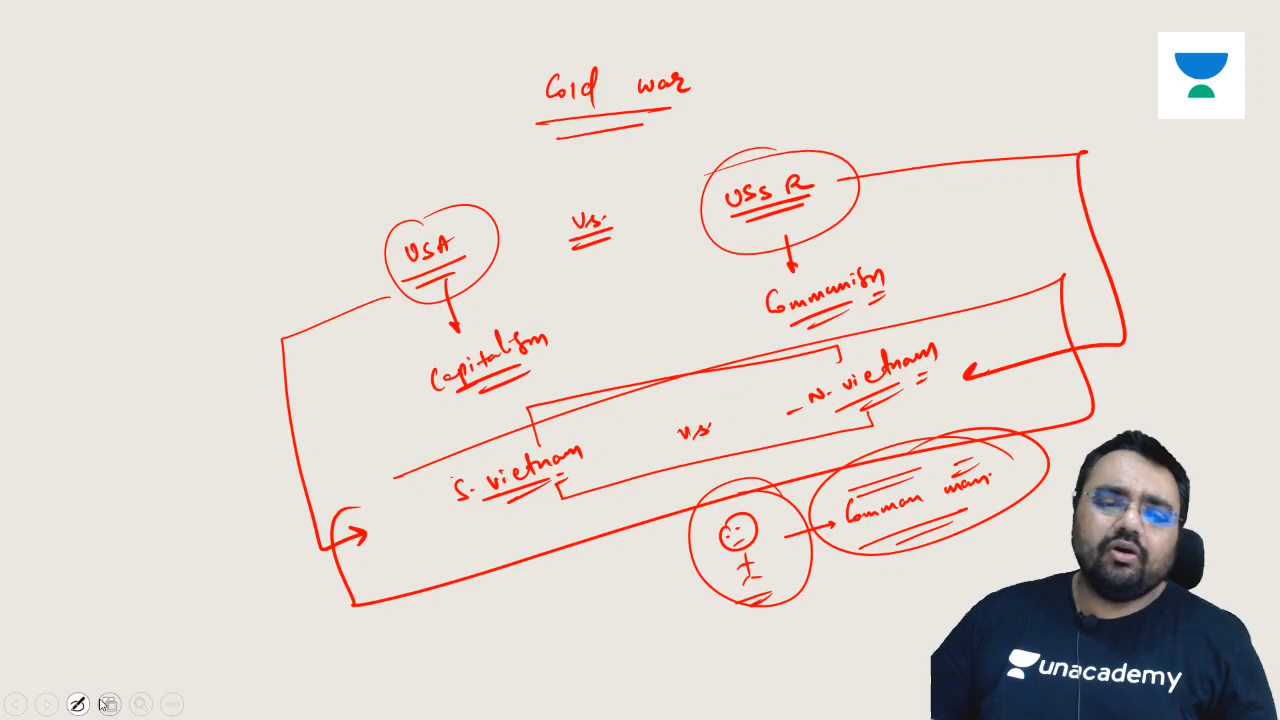 Cold war
USA
vs.
USSR
Capitalism
Communism
S. vietnam
vs
N. vietnam
Common man.
unacademy